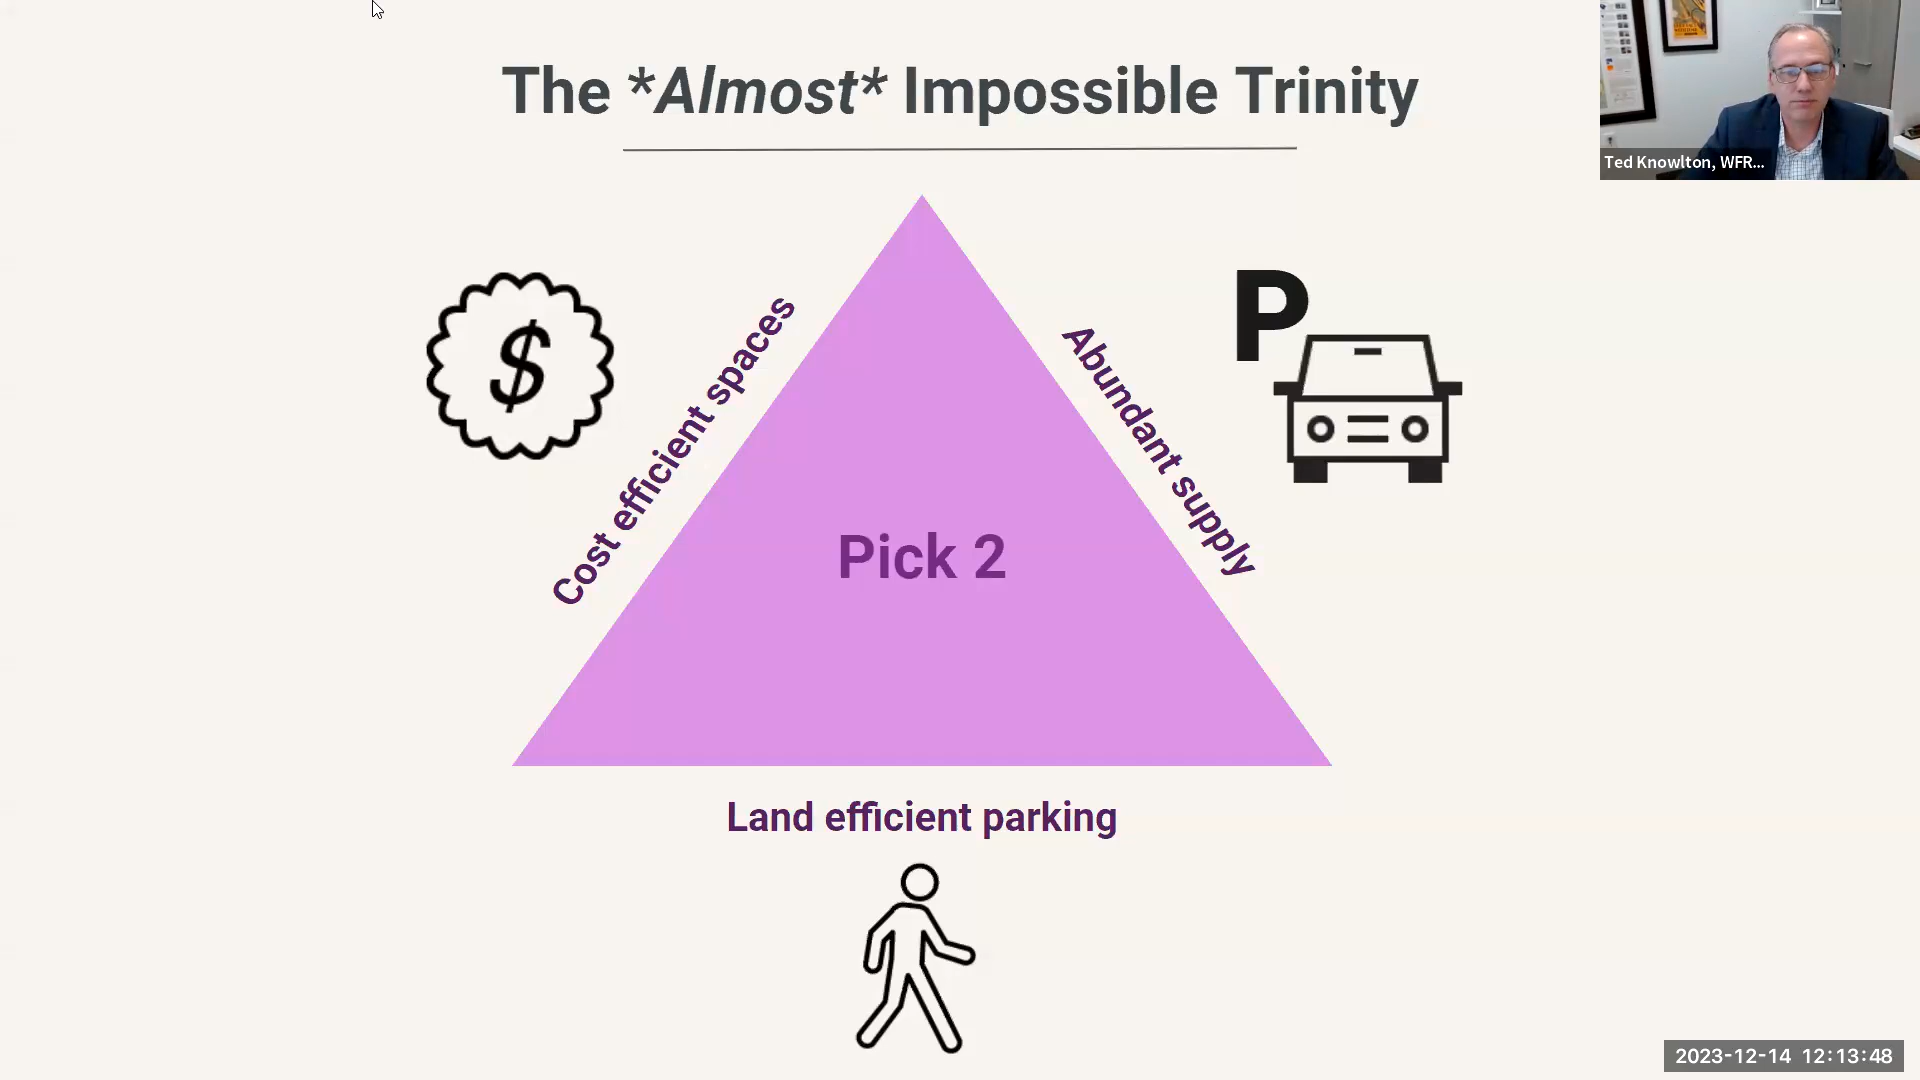 The *Almost* Impossible Trinity
Ted Knowlton, WFR...
$
P
Cost efficient spaces
Abundant supply
Pick 2
Land efficient parking
2023-12-14 12:13:48